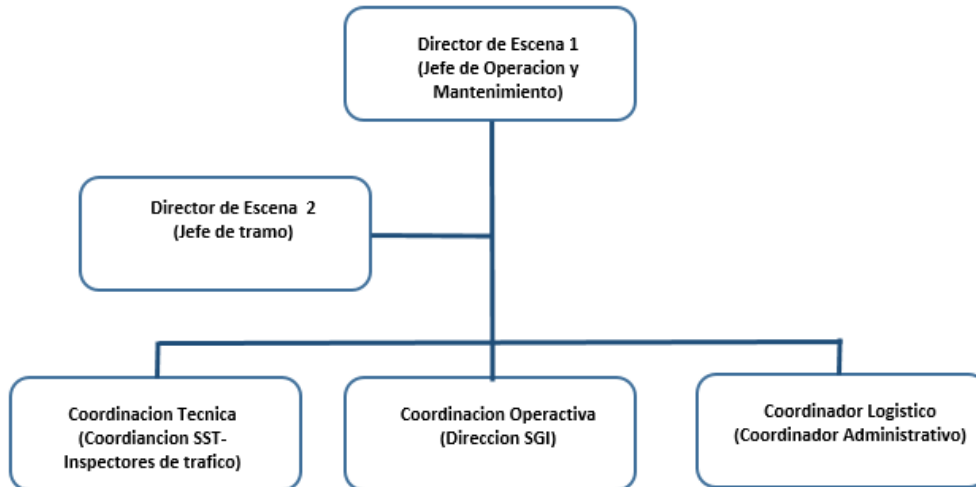 Director de Escena 1
(Jefe de Operacion y
Mantenimiento)
Director de Escena 2
(Jefe de tramo)
Coordinacion Tecnica
(Coordiancion SST-
Inspectores de trafico)
Coordinacion Operactiva
(Direccion SGI)
Coordinador Logistico
(Coordinador Administrativo)